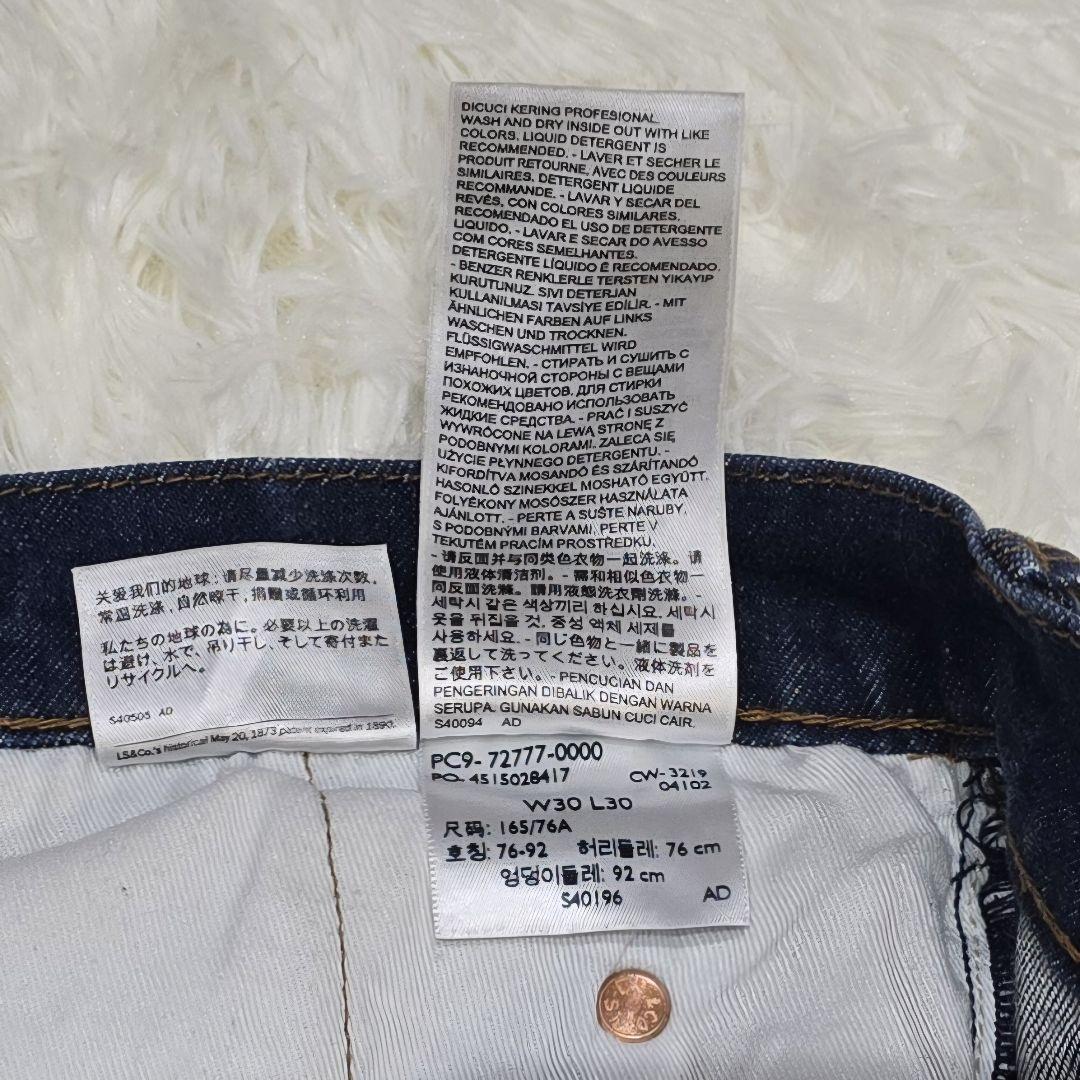 DICUCI KERING PROFESIONAL.
WASH AND DRY INSIDE OUT WITH LIKE
COLORS. LIQUID DETERGENT IS
RECOMMENDED. - LAVER ET SECHER LE
PRODUIT RETOURNE, AVEC DES COULEURS
SIMILAIRES. DETERGENT LIQUIDE
RECOMMANDE. - LAVAR Y SECAR DEL
REVÉS, CON COLORES SIMILARES.
RECOMENDADO EL USO DE DETERGENTE
LIQUIDO. - LAVAR E SECAR DO AVESSO
COM CORES SEMELHANTES.
DETERGENTE LÍQUIDO É RECOMENDADO.
- BENZER RENKLERLE TERSTEN YIKAYIP
KURUTUNUZ. SIVI DETERJAN
KULLANILMASI TAVSİYE EDİLİR. - MIT
ÄHNLICHEN FARBEN AUF LINKS
WASCHEN UND TROCKNEN.
FLÜSSIGWASCHMITTEL WIRD
EMPFOHLEN. - СТИРАТЬ И СУШИТЬ С
ИЗНАНОЧНОЙ СТОРОНЫ С ВЕЩАМИ
ПОХОЖИХ ЦВЕТОВ. ДЛЯ СТИРКИ
РЕКОМЕНДОВАНО ИСПОЛЬЗОВАТЬ
ЖИДКИЕ СРЕДСТВА. - PRAĆ I SUSZYĆ
WYWRÓCONE NA LEWĄ STRONĘ Z
PODOBNYMI KOLORAMI. ZALECA SIĘ
UŻYCIE PŁYNNEGO DETERGENTU. -
KIFORDÍTVA MOSANDÓ ÉS SZÁRÍTANDÓ
HASONLÓ SZINEKKEL MOSHATÓ EGYÜTT.
FOLYÉKONY MOSÓSZER HASZNÁLATA
AJÁNLOTT. - PERTE A SUŠTE NARUBY,
S PODOBNÝMI BARVAMI. PERTE V
TEKUTÉM PRACÍM PROSTŘEDKU.
- 请反面并与同类色衣物一起洗涤。请
使用液体清洁剂。- 需和相似色衣物一
同反面洗滌。請用液態洗衣劑洗滌。-
세탁시 같은 색상끼리 하십시요. 세탁시
옷을 뒤집을 것. 중성 액체 세제를
사용하세요. - 同じ色物と一緒に製品を
裏返して洗ってください。液体洗剤を
ご使用下さい。- PENCUCIAN DAN
PENGERINGAN DIBALIK DENGAN WARNA
SERUPA. GUNAKAN SABUN CUCI CAIR.
S40094 AD
关爱我们的地球: 请尽量减少洗涤次数,
常温洗涤, 自然晾干, 捐赠或循环利用
私たちの地球の為に。必要以上の洗濯
は避け、水で、吊り干し、そして寄付また
リサイクルへ。
S40505 AD
LS&Co.'s historical May 20, 1873 patent expired in 1890.
PC9- 72777-0000
PO- 4515028417 CW-3219
04102
W30 L30
尺码: 165/76A
호칭: 76-92 허리둘레: 76 cm
엉덩이둘레: 92 cm
S40196 AD